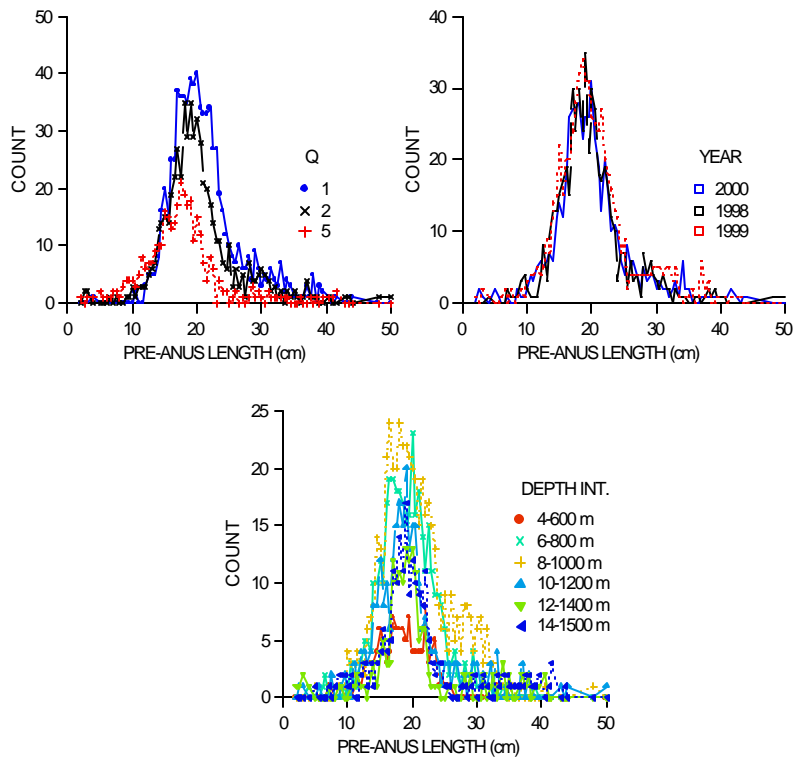 50
40
30
20
10
0
COUNT
0 10 20 30 40 50
PRE-ANUS LENGTH (cm)
Q
1
2
5
40
30
20
10
0
COUNT
0 10 20 30 40 50
PRE-ANUS LENGTH (cm)
YEAR
2000
1998
1999
25
20
15
10
5
0
COUNT
0 10 20 30 40 50
PRE-ANUS LENGTH (cm)
DEPTH INT.
4-600 m
6-800 m
8-1000 m
10-1200 m
12-1400 m
14-1500 m